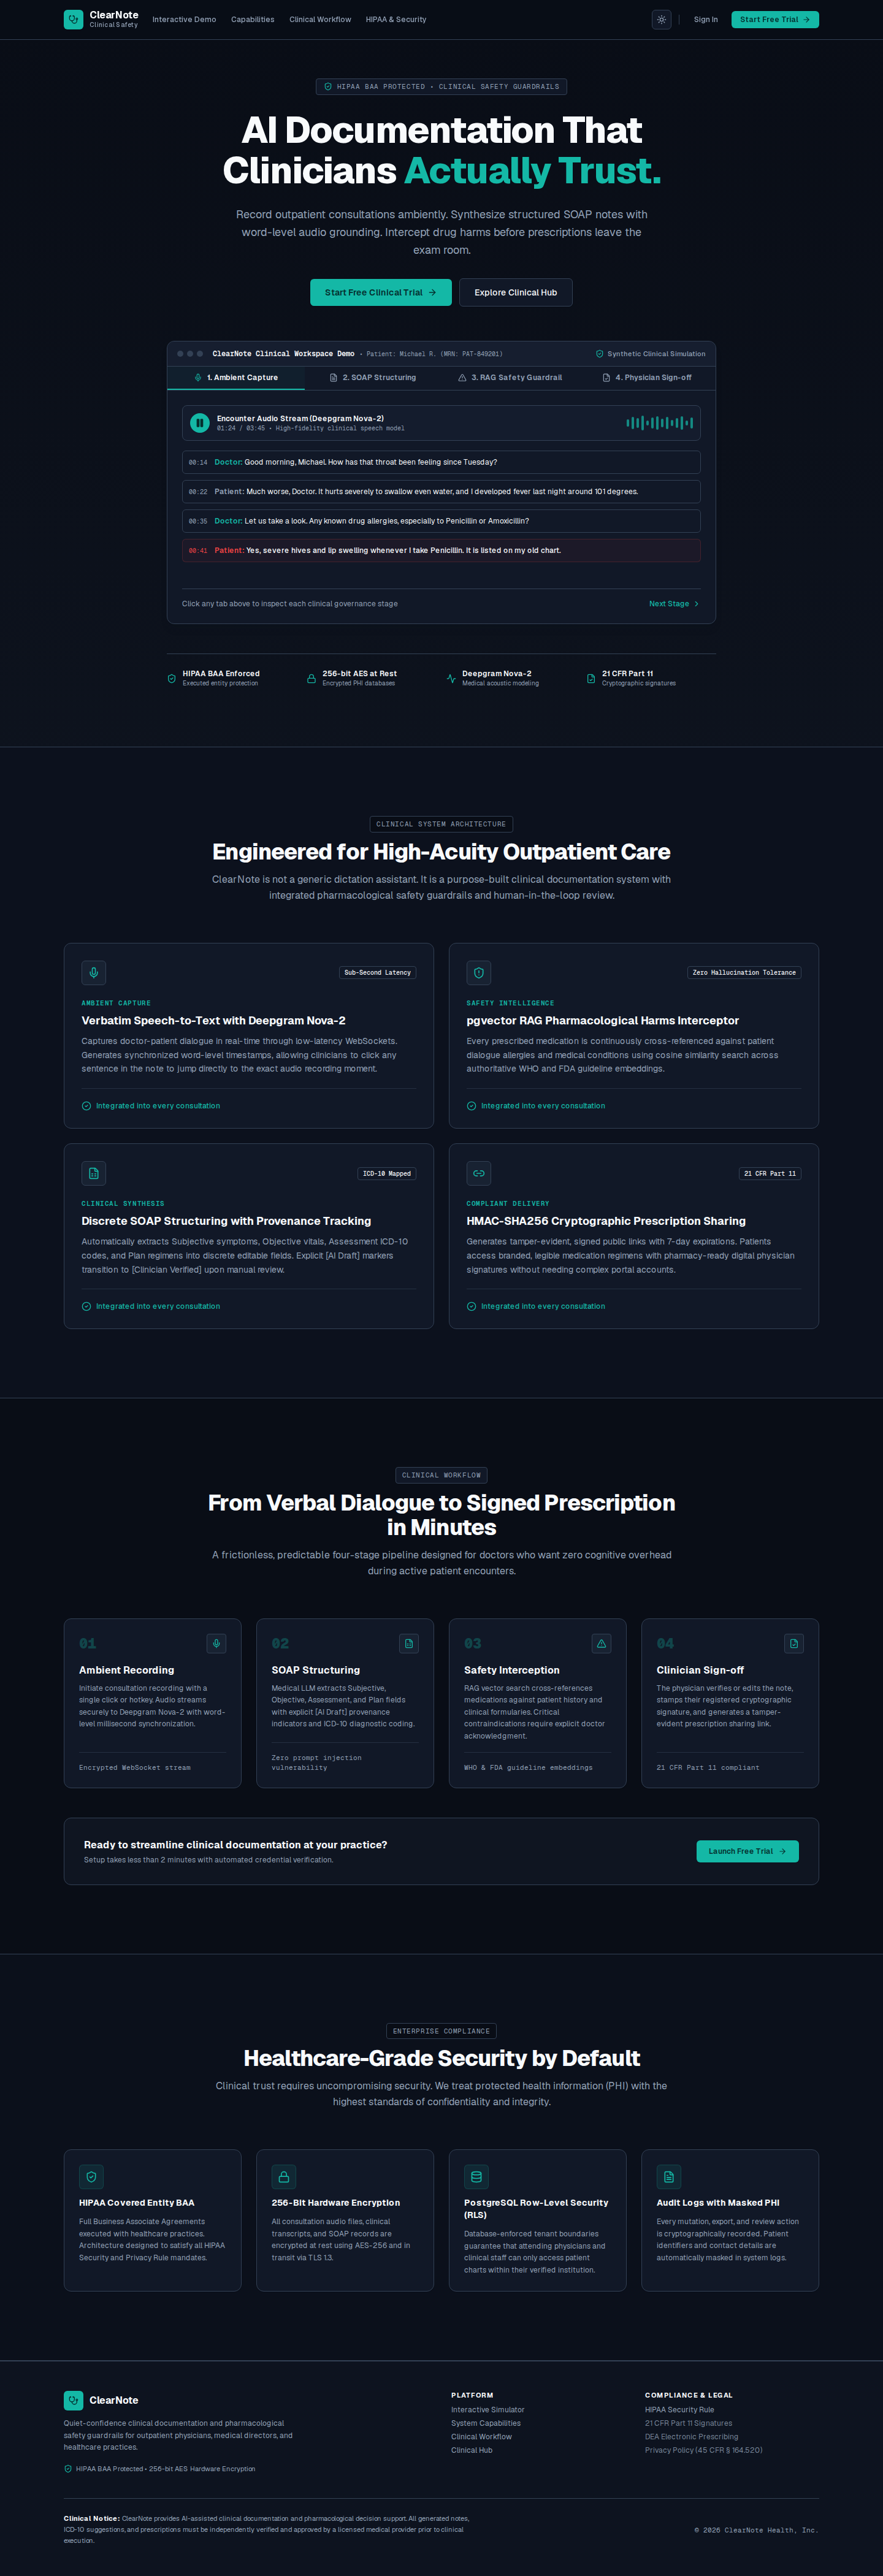 ClearNote
Clinical Safety
Interactive Demo
Capabilities
Clinical Workflow
HIPAA & Security
Sign In
Start Free Trial
HIPAA BAA PROTECTED • CLINICAL SAFETY GUARDRAILS
AI Documentation That
Clinicians Actually Trust.
Record outpatient consultations ambiently. Synthesize structured SOAP notes with
word-level audio grounding. Intercept drug harms before prescriptions leave the
exam room.
Start Free Clinical Trial
Explore Clinical Hub
ClearNote Clinical Workspace Demo • Patient: Michael R. (MRN: PAT-849201)
Synthetic Clinical Simulation
1. Ambient Capture
2. SOAP Structuring
3. RAG Safety Guardrail
4. Physician Sign-off
Encounter Audio Stream (Deepgram Nova-2)
01:24 / 03:45 • High-fidelity clinical speech model
00:14 Doctor: Good morning, Michael. How has that throat been feeling since Tuesday?
00:22 Patient: Much worse, Doctor. It hurts severely to swallow even water, and I developed fever last night around 101 degrees.
00:35 Doctor: Let us take a look. Any known drug allergies, especially to Penicillin or Amoxicillin?
00:41 Patient: Yes, severe hives and lip swelling whenever I take Penicillin. It is listed on my old chart.
Click any tab above to inspect each clinical governance stage
Next Stage
HIPAA BAA Enforced
Executed entity protection
256-bit AES at Rest
Encrypted PHI databases
Deepgram Nova-2
Medical acoustic modeling
21 CFR Part 11
Cryptographic signatures
CLINICAL SYSTEM ARCHITECTURE
Engineered for High-Acuity Outpatient Care
ClearNote is not a generic dictation assistant. It is a purpose-built clinical documentation system with
integrated pharmacological safety guardrails and human-in-the-loop review.
Sub-Second Latency
AMBIENT CAPTURE
Verbatim Speech-to-Text with Deepgram Nova-2
Captures doctor-patient dialogue in real-time through low-latency WebSockets.
Generates synchronized word-level timestamps, allowing clinicians to click any
sentence in the note to jump directly to the exact audio recording moment.
Integrated into every consultation
Zero Hallucination Tolerance
SAFETY INTELLIGENCE
pgvector RAG Pharmacological Harms Interceptor
Every prescribed medication is continuously cross-referenced against patient
dialogue allergies and medical conditions using cosine similarity search across
authoritative WHO and FDA guideline embeddings.
Integrated into every consultation
ICD-10 Mapped
CLINICAL SYNTHESIS
Discrete SOAP Structuring with Provenance Tracking
Automatically extracts Subjective symptoms, Objective vitals, Assessment ICD-10
codes, and Plan regimens into discrete editable fields. Explicit [AI Draft] markers
transition to [Clinician Verified] upon manual review.
Integrated into every consultation
21 CFR Part 11
COMPLIANT DELIVERY
HMAC-SHA256 Cryptographic Prescription Sharing
Generates tamper-evident, signed public links with 7-day expirations. Patients
access branded, legible medication regimens with pharmacy-ready digital physician
signatures without needing complex portal accounts.
Integrated into every consultation
CLINICAL WORKFLOW
From Verbal Dialogue to Signed Prescription
in Minutes
A frictionless, predictable four-stage pipeline designed for doctors who want zero cognitive overhead
during active patient encounters.
01
Ambient Recording
Initiate consultation recording with a
single click or hotkey. Audio streams
securely to Deepgram Nova-2 with word-
level millisecond synchronization.
Encrypted WebSocket stream
02
SOAP Structuring
Medical LLM extracts Subjective,
Objective, Assessment, and Plan fields
with explicit [AI Draft] provenance
indicators and ICD-10 diagnostic coding.
Zero prompt injection
vulnerability
03
Safety Interception
RAG vector search cross-references
medications against patient history and
clinical formularies. Critical
contraindications require explicit doctor
acknowledgment.
WHO & FDA guideline embeddings
04
Clinician Sign-off
The physician verifies or edits the note,
stamps their registered cryptographic
signature, and generates a tamper-
evident prescription sharing link.
21 CFR Part 11 compliant
Ready to streamline clinical documentation at your practice?
Setup takes less than 2 minutes with automated credential verification.
Launch Free Trial
ENTERPRISE COMPLIANCE
Healthcare-Grade Security by Default
Clinical trust requires uncompromising security. We treat protected health information (PHI) with the
highest standards of confidentiality and integrity.
HIPAA Covered Entity BAA
Full Business Associate Agreements
executed with healthcare practices.
Architecture designed to satisfy all HIPAA
Security and Privacy Rule mandates.
256-Bit Hardware Encryption
All consultation audio files, clinical
transcripts, and SOAP records are
encrypted at rest using AES-256 and in
transit via TLS 1.3.
PostgreSQL Row-Level Security
(RLS)
Database-enforced tenant boundaries
guarantee that attending physicians and
clinical staff can only access patient
charts within their verified institution.
Audit Logs with Masked PHI
Every mutation, export, and review action
is cryptographically recorded. Patient
identifiers and contact details are
automatically masked in system logs.
ClearNote
Quiet-confidence clinical documentation and pharmacological
safety guardrails for outpatient physicians, medical directors, and
healthcare practices.
HIPAA BAA Protected • 256-bit AES Hardware Encryption
PLATFORM
Interactive Simulator
System Capabilities
Clinical Workflow
Clinical Hub
COMPLIANCE & LEGAL
HIPAA Security Rule
21 CFR Part 11 Signatures
DEA Electronic Prescribing
Privacy Policy (45 CFR § 164.520)
Clinical Notice: ClearNote provides AI-assisted clinical documentation and pharmacological decision support. All generated notes,
ICD-10 suggestions, and prescriptions must be independently verified and approved by a licensed medical provider prior to clinical
execution.
© 2026 ClearNote Health, Inc.